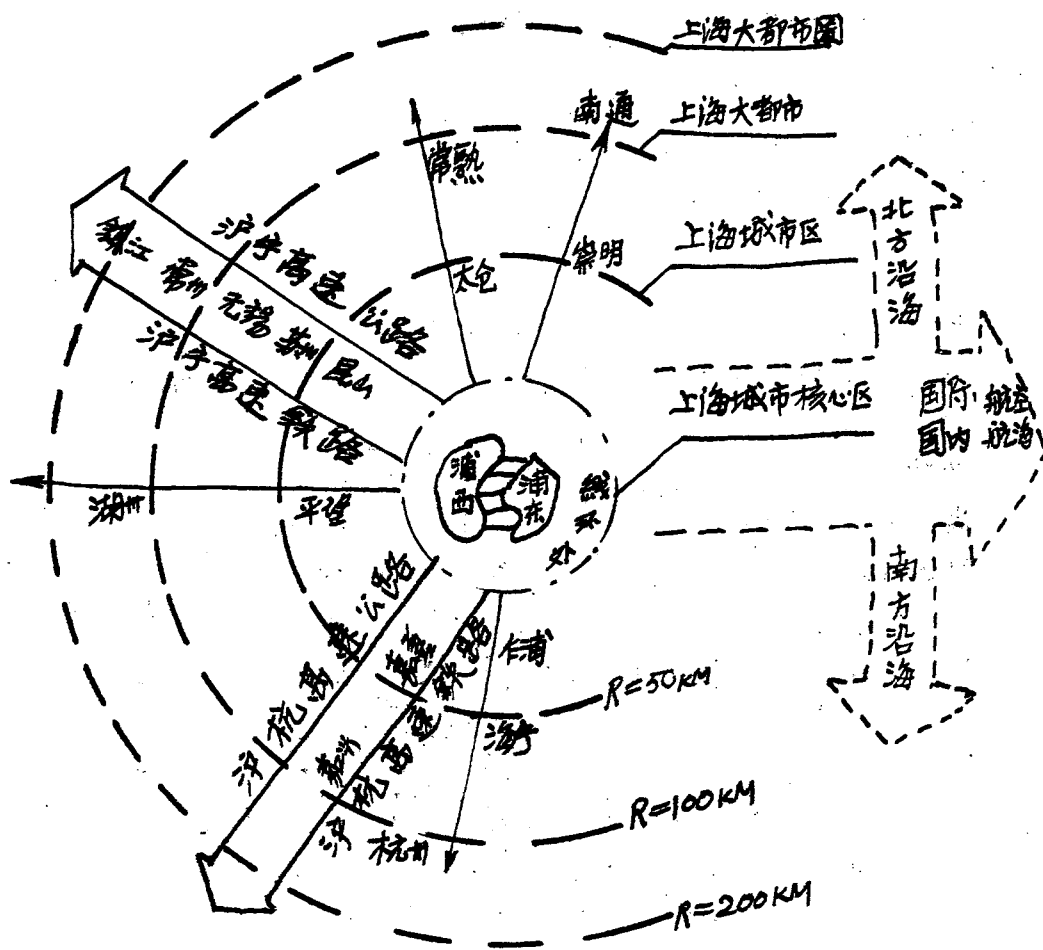 上海大都市圈
南通
上海大都市
常熟
北方沿海
上海城市区
崇明
太仓
沪宁高速公路
镇江 常州 无锡 苏州 昆山
沪宁高速铁路
上海城市核心区
国际 航空
国内 航海
浦西
浦东
外环线
湖州
平望
南方沿海
沪杭高速公路
嘉善
嘉兴
沪杭高速铁路
乍浦
海宁
杭州
R=50KM
R=100KM
R=200KM